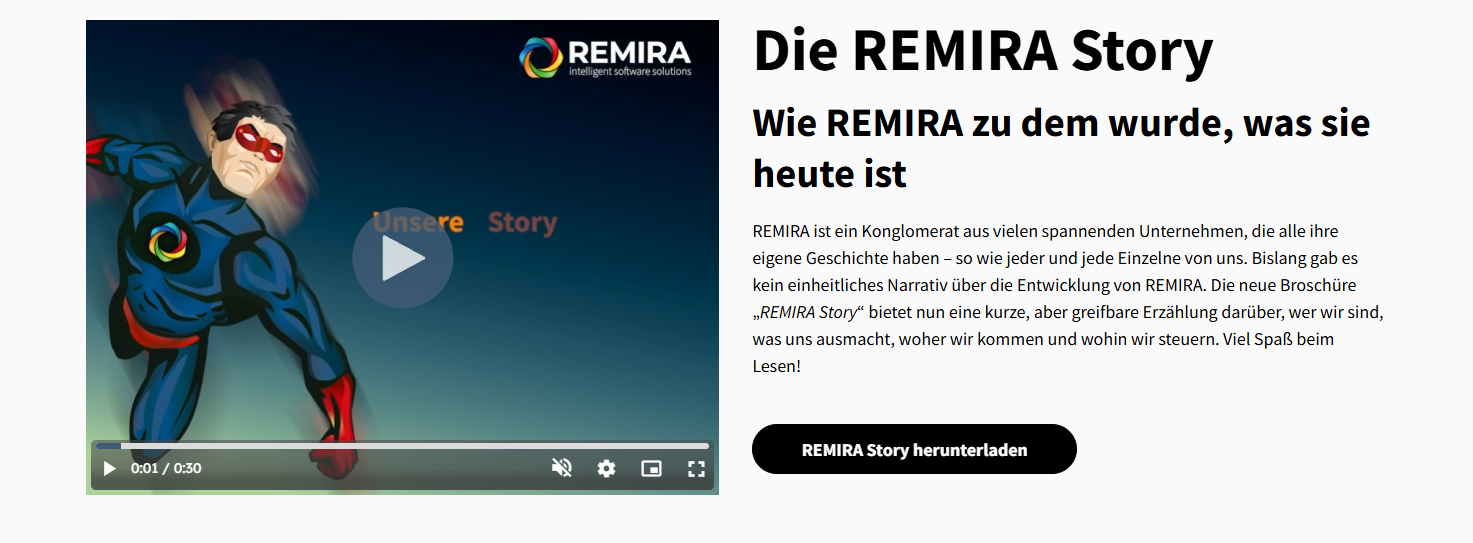 REMIRA
intelligent software solutions
Unsere Story
0:01 / 0:30
Die REMIRA Story
Wie REMIRA zu dem wurde, was sie
heute ist
REMIRA ist ein Konglomerat aus vielen spannenden Unternehmen, die alle ihre
eigene Geschichte haben – so wie jeder und jede Einzelne von uns. Bislang gab es
kein einheitliches Narrativ über die Entwicklung von REMIRA. Die neue Broschüre
„REMIRA Story“ bietet nun eine kurze, aber greifbare Erzählung darüber, wer wir sind,
was uns ausmacht, woher wir kommen und wohin wir steuern. Viel Spaß beim
Lesen!
REMIRA Story herunterladen